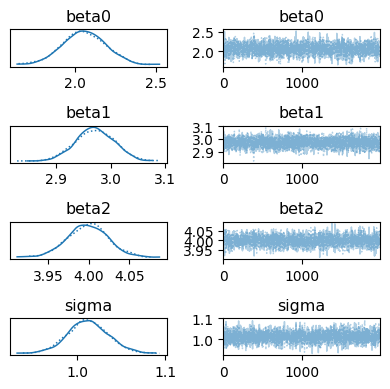 beta0 beta0
2.5
2.0
2.0 2.5 0 1000
beta1 beta1
3.1
3.0
2.9
2.9 3.0 3.1 0 1000
beta2 beta2
4.05
4.00
3.95
3.95 4.00 4.05 0 1000
sigma sigma
1.1
1.0
1.0 1.1 0 1000